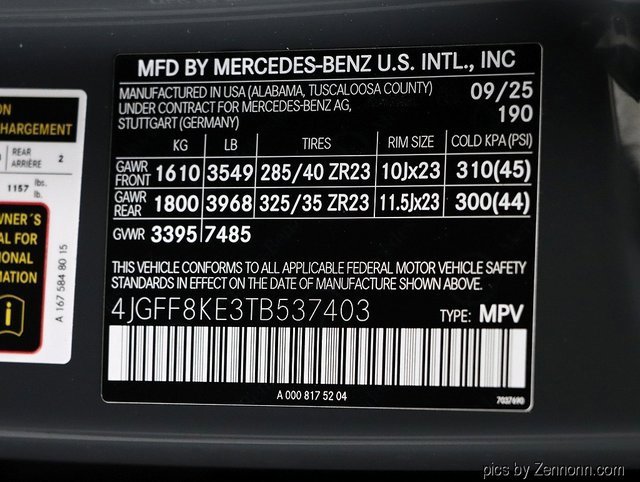 MFD BY MERCEDES-BENZ U.S. INTL., INC
MANUFACTURED IN USA (ALABAMA, TUSCALOOSA COUNTY)
UNDER CONTRACT FOR MERCEDES-BENZ AG,
STUTTGART (GERMANY)
09/25
190
KG LB TIRES RIM SIZE COLD KPA (PSI)
GAWR FRONT 1610 3549 285/40 ZR23 10Jx23 310(45)
GAWR REAR 1800 3968 325/35 ZR23 11.5Jx23 300(44)
GVWR 3395 7485
THIS VEHICLE CONFORMS TO ALL APPLICABLE FEDERAL MOTOR VEHICLE SAFETY
STANDARDS IN EFFECT ON THE DATE OF MANUFACTURE SHOWN ABOVE.
4JGFF8KE3TB537403 TYPE: MPV
A 000 817 52 04
7037690
ON
HARGEMENT
REAR
ARRIÈRE 2
1157 lbs.
lb.
WNER´S
AL FOR
IONAL
MATION
i
A 167 584 80 15
pics by Zennonn.com